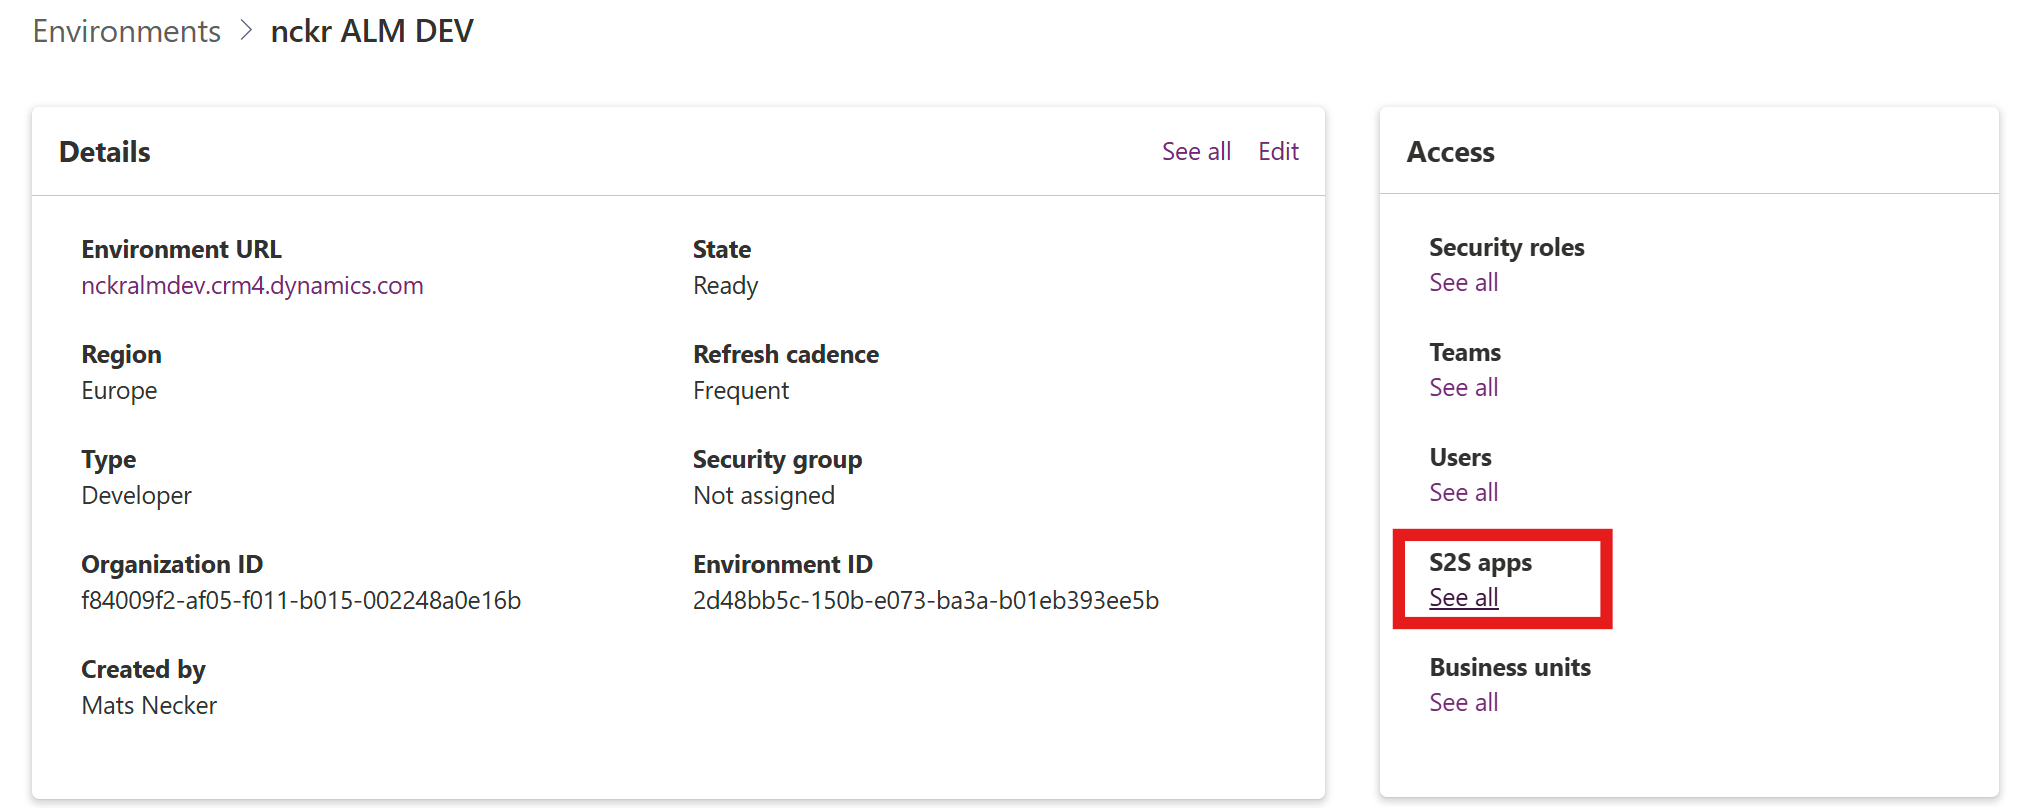 Environments > nckr ALM DEV
Details
See all Edit
Environment URL
nckralmdev.crm4.dynamics.com
State
Ready
Region
Europe
Refresh cadence
Frequent
Type
Developer
Security group
Not assigned
Organization ID
f84009f2-af05-f011-b015-002248a0e16b
Environment ID
2d48bb5c-150b-e073-ba3a-b01eb393ee5b
Created by
Mats Necker
Access
Security roles
See all
Teams
See all
Users
See all
S2S apps
See all
Business units
See all